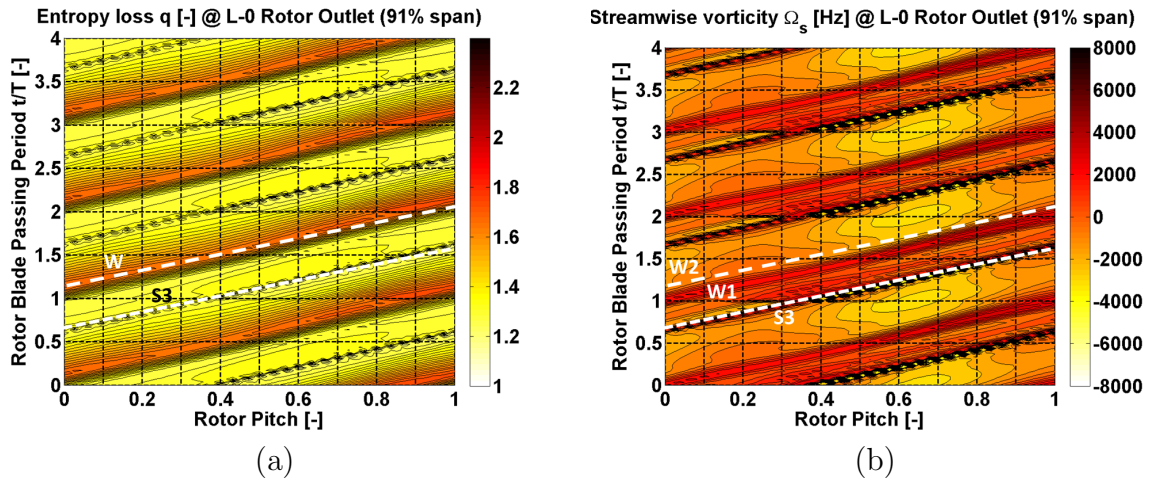 Entropy loss q [-] @ L-0 Rotor Outlet (91% span)
Rotor Blade Passing Period t/T [-]
4
3.5
3
2.5
2
1.5
1
0.5
0
W
S3
0 0.2 0.4 0.6 0.8 1
Rotor Pitch [-]
2.2
2
1.8
1.6
1.4
1.2
1
(a)
Streamwise vorticity Ωs [Hz] @ L-0 Rotor Outlet (91% span)
Rotor Blade Passing Period t/T [-]
4
3.5
3
2.5
2
1.5
1
0.5
0
W2
W1
S3
0 0.2 0.4 0.6 0.8 1
Rotor Pitch [-]
8000
6000
4000
2000
0
-2000
-4000
-6000
-8000
(b)